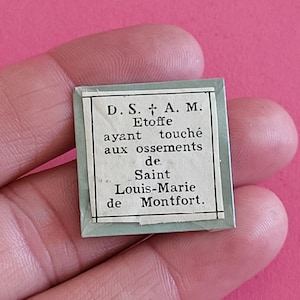 D. S. † A. M.
Etoffe
ayant touché
aux ossements
de
Saint
Louis-Marie
de Montfort.